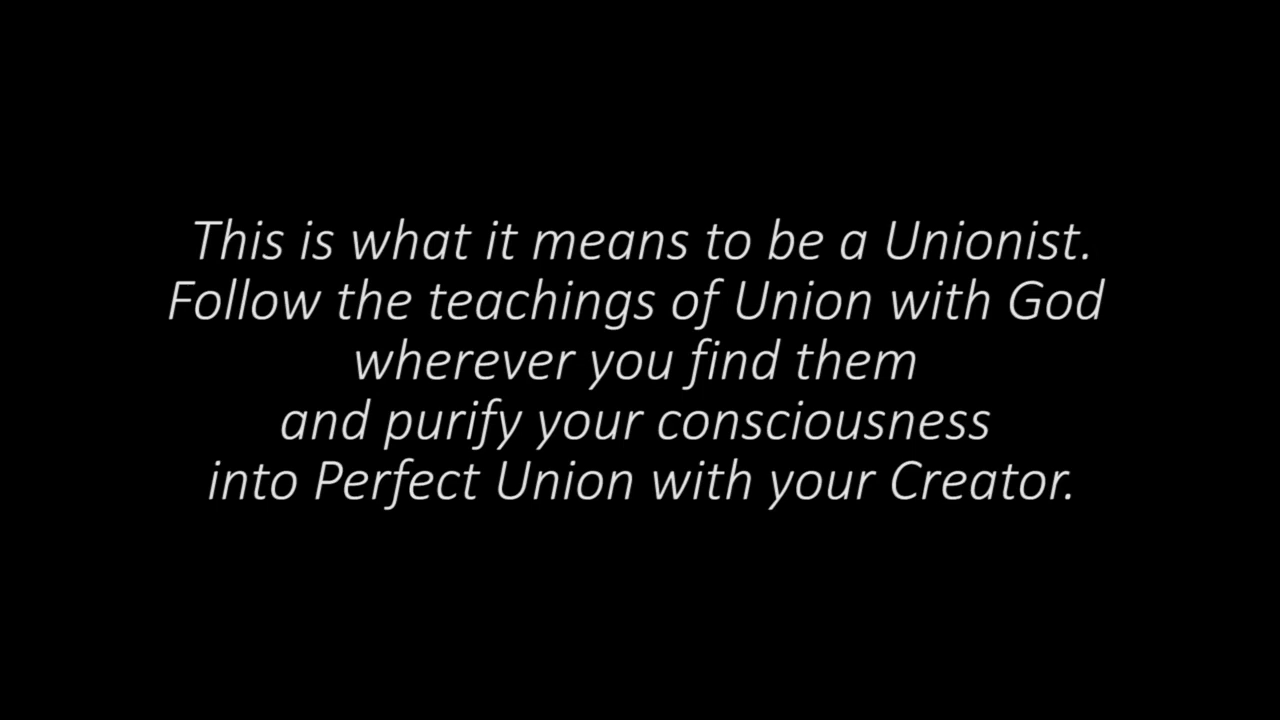 This is what it means to be a Unionist.
Follow the teachings of Union with God
wherever you find them
and purify your consciousness
into Perfect Union with your Creator.